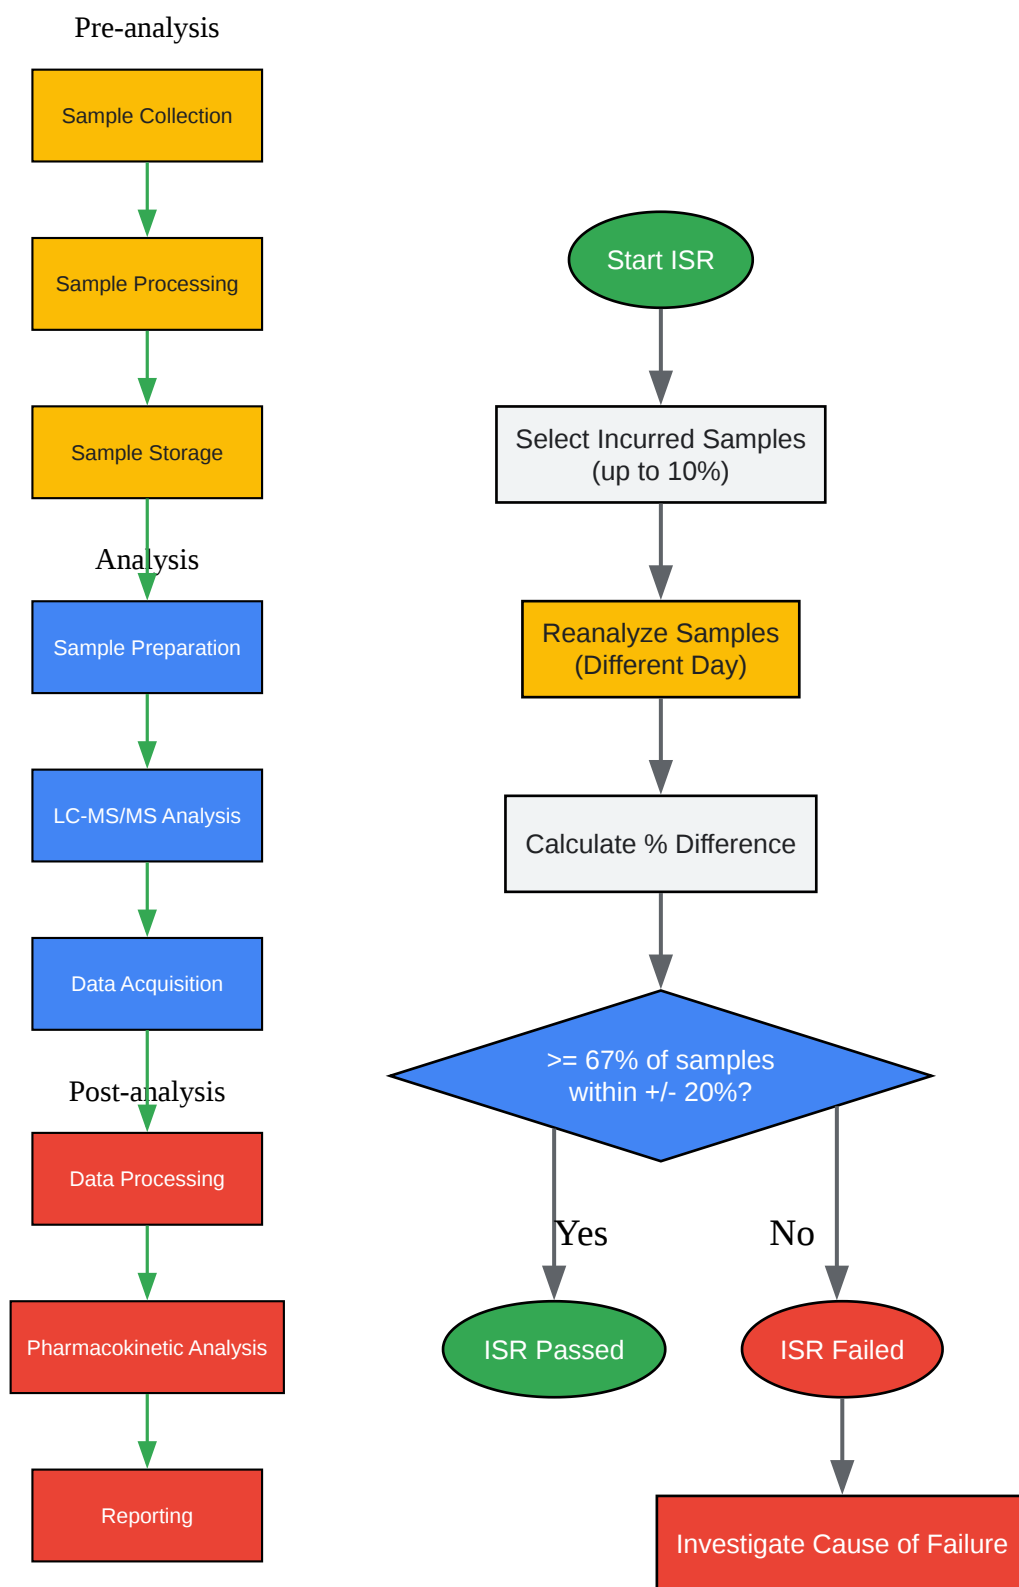 Pre-analysis
Sample Collection
Sample Processing
Sample Storage
Analysis
Sample Preparation
LC-MS/MS Analysis
Data Acquisition
Post-analysis
Data Processing
Pharmacokinetic Analysis
Reporting
Start ISR
Select Incurred Samples
(up to 10%)
Reanalyze Samples
(Different Day)
Calculate % Difference
>= 67% of samples
within +/- 20%?
Yes
No
ISR Passed
ISR Failed
Investigate Cause of Failure